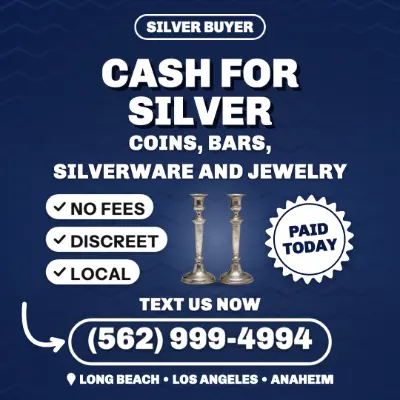 SILVER BUYER
CASH FOR
SILVER
COINS, BARS,
SILVERWARE AND JEWELRY
NO FEES
DISCREET
LOCAL
PAID
TODAY
TEXT US NOW
(562) 999-4994
LONG BEACH • LOS ANGELES • ANAHEIM